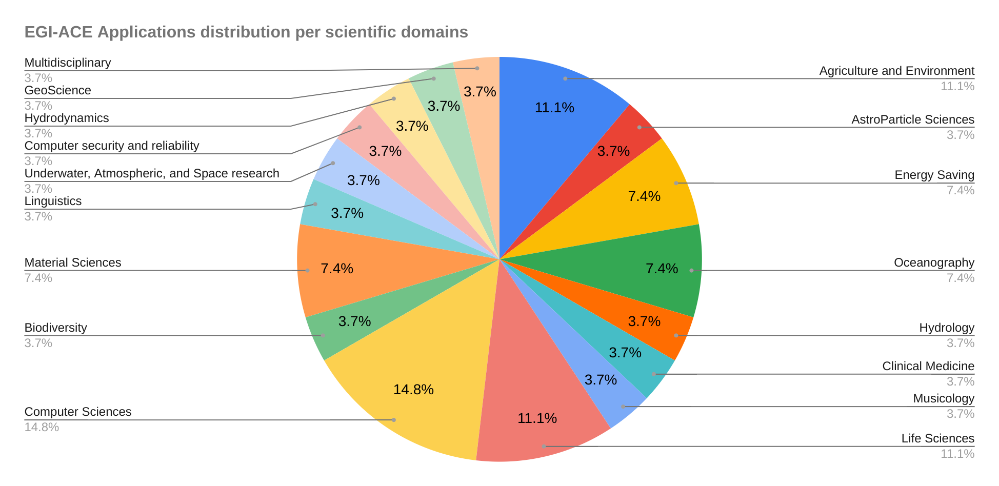 EGI-ACE Applications distribution per scientific domains
Multidisciplinary
3.7%
GeoScience
3.7%
Hydrodynamics
3.7%
Computer security and reliability
3.7%
Underwater, Atmospheric, and Space research
3.7%
Linguistics
3.7%
Material Sciences
7.4%
Biodiversity
3.7%
Computer Sciences
14.8%
3.7%
3.7%
3.7%
3.7%
3.7%
3.7%
7.4%
3.7%
14.8%
11.1%
3.7%
7.4%
7.4%
3.7%
3.7%
3.7%
11.1%
Agriculture and Environment
11.1%
AstroParticle Sciences
3.7%
Energy Saving
7.4%
Oceanography
7.4%
Hydrology
3.7%
Clinical Medicine
3.7%
Musicology
3.7%
Life Sciences
11.1%